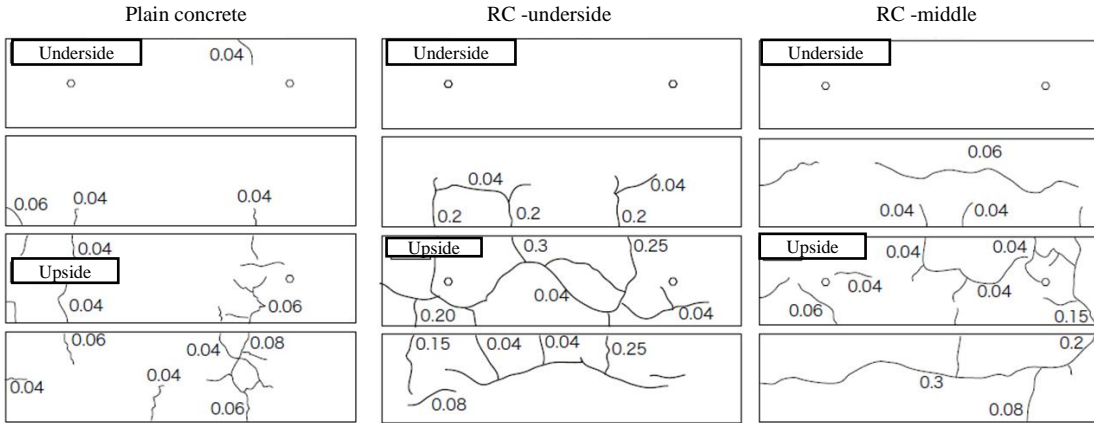 Plain concrete RC -underside RC -middle
Underside 0.04 Underside Underside
0.06 0.04 0.04 0.04 0.04 0.2 0.2 0.2 0.06 0.04 0.04
0.04 Upside 0.04 0.06 Upside 0.3 0.25 0.04 0.20 0.04 Upside 0.04 0.04 0.04 0.04 0.06 0.15
0.06 0.04 0.08 0.04 0.04 0.06 0.15 0.04 0.04 0.25 0.08 0.2 0.3 0.08